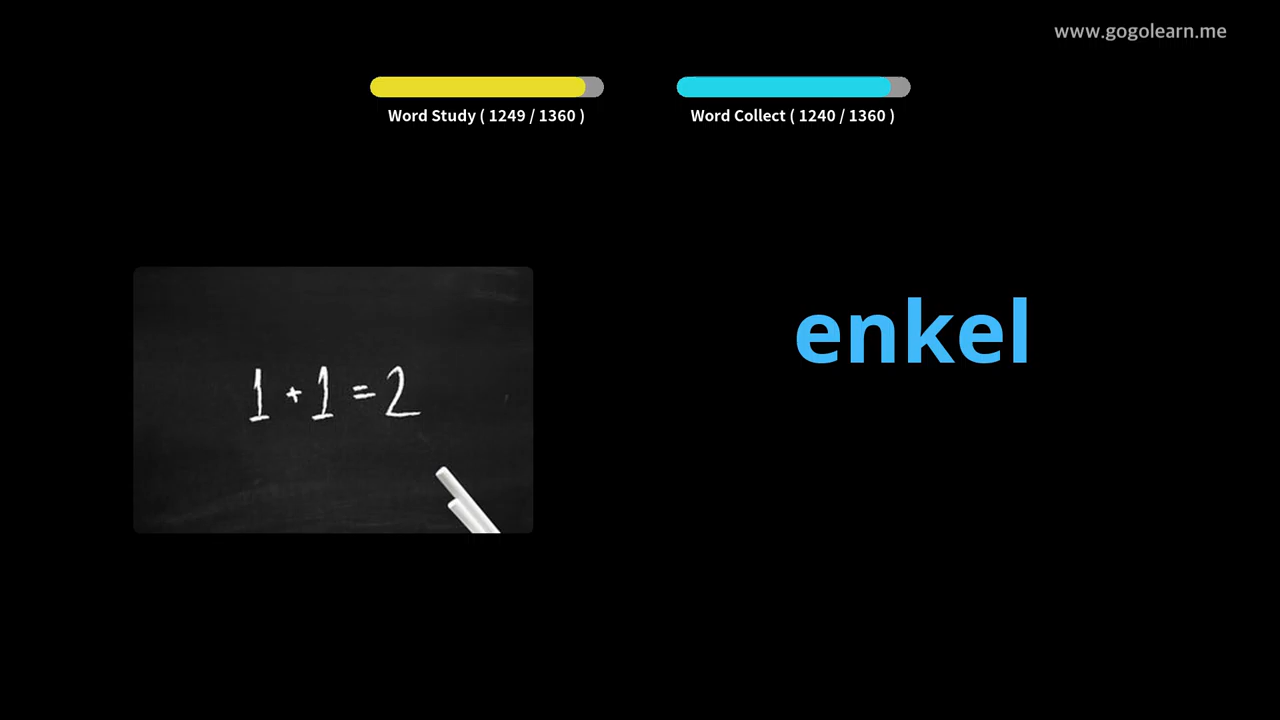 www.gogolearn.me
Word Study ( 1249 / 1360 )
Word Collect ( 1240 / 1360 )
enkel
1 + 1 = 2